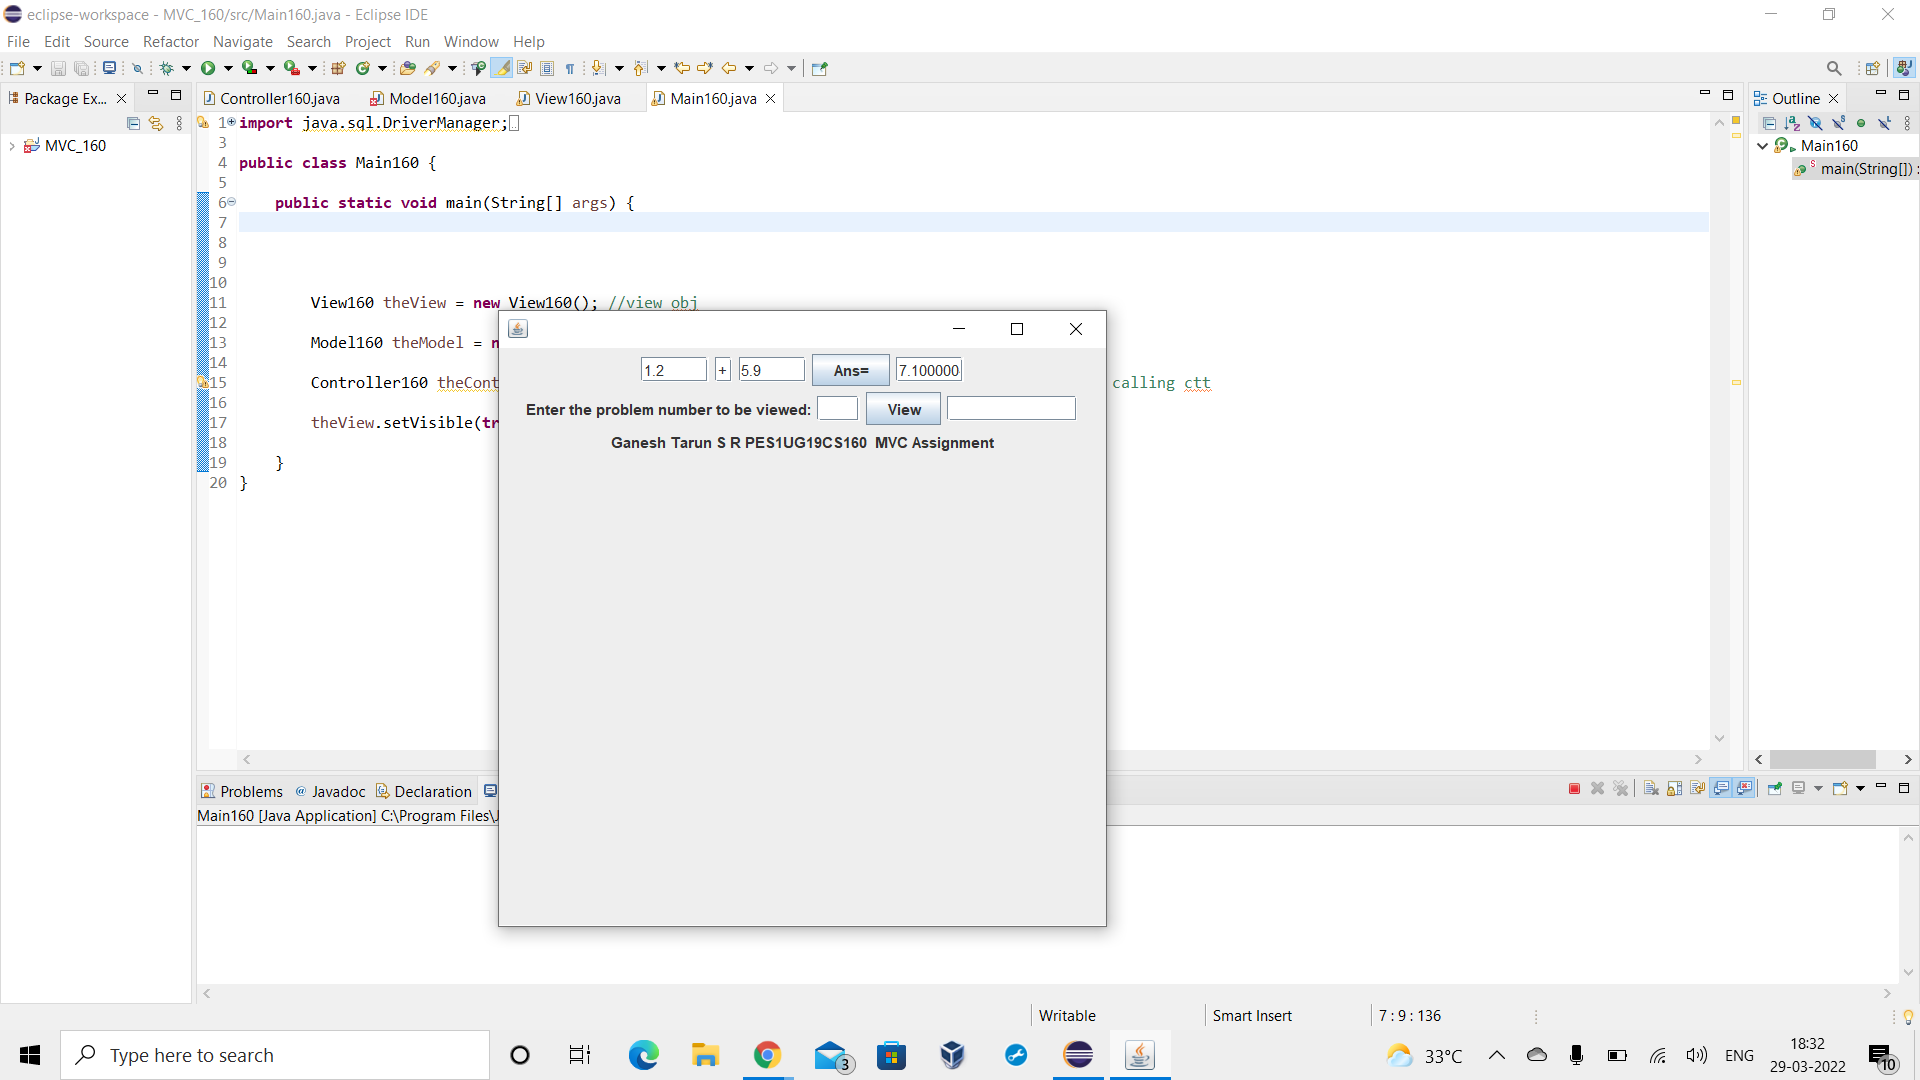 eclipse-workspace - MVC_160/src/Main160.java - Eclipse IDE
File Edit Source Refactor Navigate Search Project Run Window Help
Package Ex...
Controller160.java Model160.java View160.java Main160.java
Outline
MVC_160
Main160
main(String[]) :
1 import java.sql.DriverManager;
3
4 public class Main160 {
5
6 public static void main(String[] args) {
7
8
9
10
11 View160 theView = new View160(); //view obj
12
13 Model160 theModel = n
14
15 Controller160 theCont calling ctt
16
17 theView.setVisible(tr
18
19 }
20 }
1.2 + 5.9 Ans= 7.100000
Enter the problem number to be viewed: View
Ganesh Tarun S R PES1UG19CS160 MVC Assignment
Problems @ Javadoc Declaration
Main160 [Java Application] C:\Program Files\J
Writable Smart Insert 7 : 9 : 136
Type here to search
3
33°C
ENG
18:32
29-03-2022
10